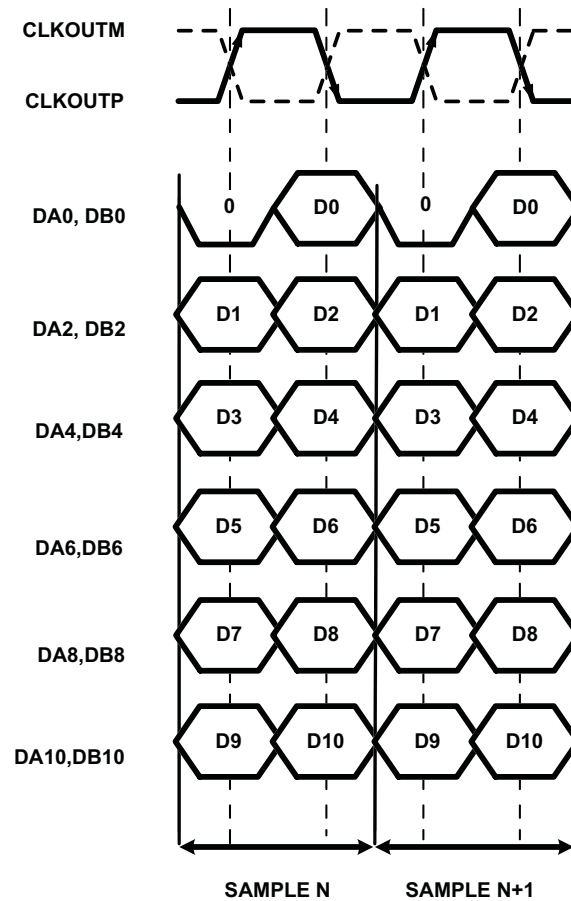 CLKOUTM
CLKOUTP
DA0, DB0 0 D0 0 D0
DA2, DB2 D1 D2 D1 D2
DA4,DB4 D3 D4 D3 D4
DA6,DB6 D5 D6 D5 D6
DA8,DB8 D7 D8 D7 D8
DA10,DB10 D9 D10 D9 D10
SAMPLE N SAMPLE N+1